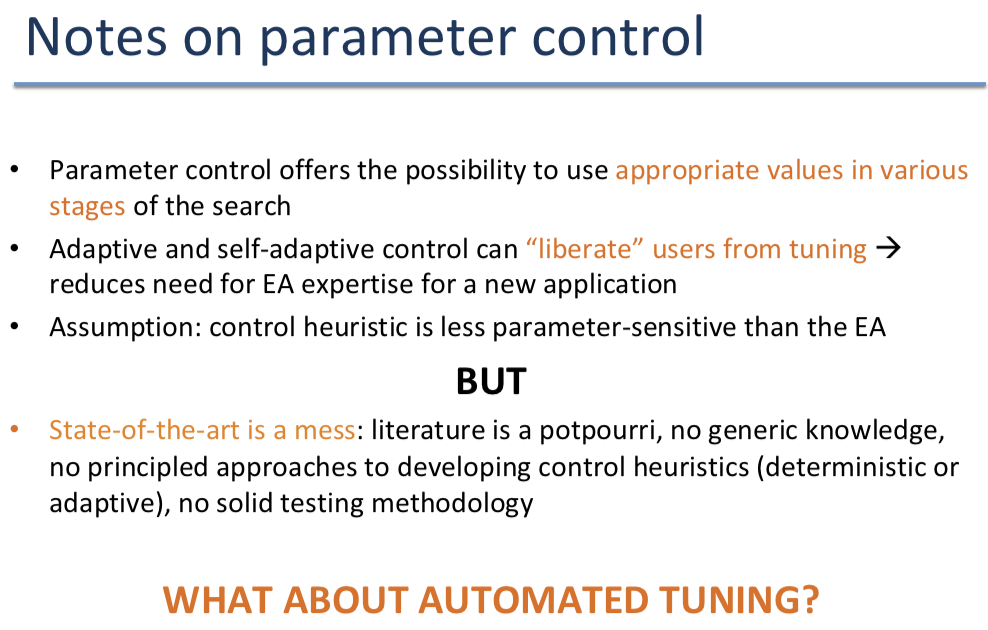 Notes on parameter control
• Parameter control offers the possibility to use appropriate values in various
stages of the search
• Adaptive and self-adaptive control can “liberate” users from tuning →
reduces need for EA expertise for a new application
• Assumption: control heuristic is less parameter-sensitive than the EA
BUT
• State-of-the-art is a mess: literature is a potpourri, no generic knowledge,
no principled approaches to developing control heuristics (deterministic or
adaptive), no solid testing methodology
WHAT ABOUT AUTOMATED TUNING?